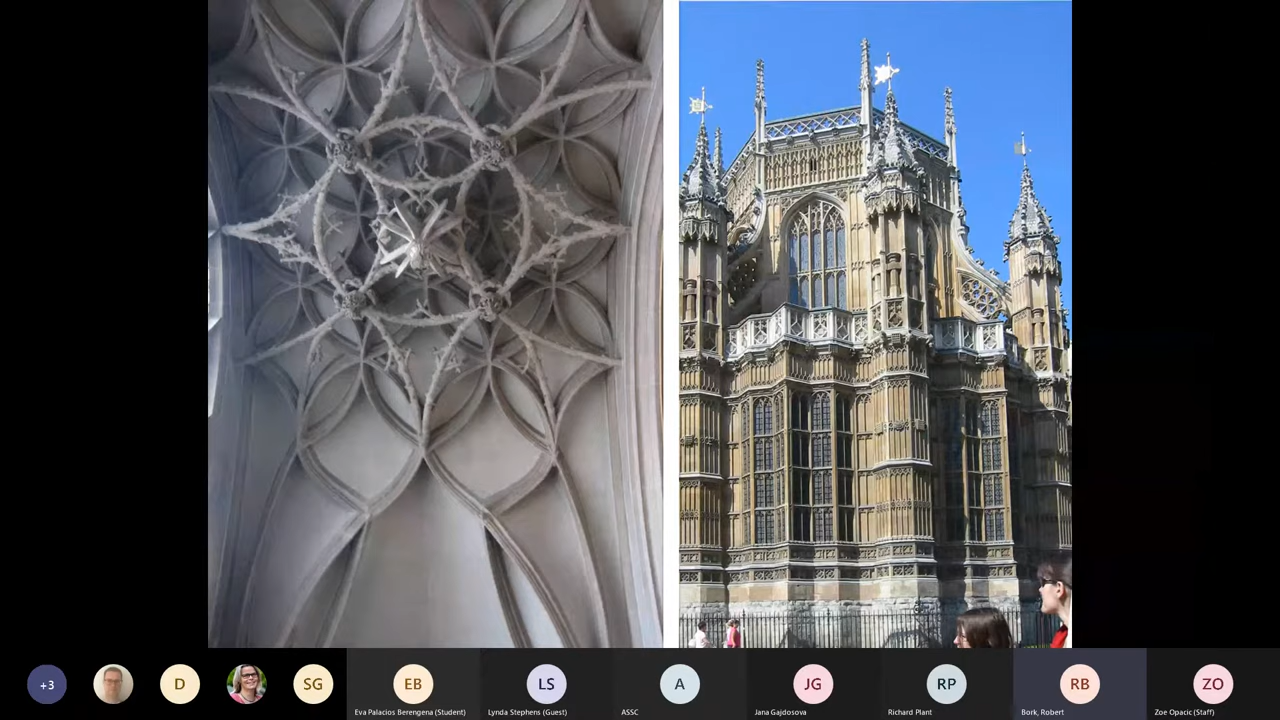 +3
D
SG
EB
LS
A
JG
RP
RB
ZO
Eva Palacios Berengena (Student)
Lynda Stephens (Guest)
ASSC
Jana Gajdosova
Richard Plant
Bork, Robert
Zoe Opacic (Staff)